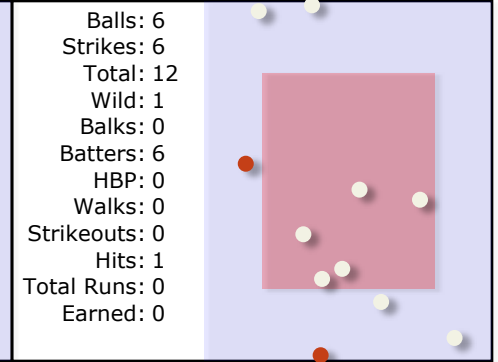 Balls: 6
Strikes: 6
Total: 12
Wild: 1
Balks: 0
Batters: 6
HBP: 0
Walks: 0
Strikeouts: 0
Hits: 1
Total Runs: 0
Earned: 0